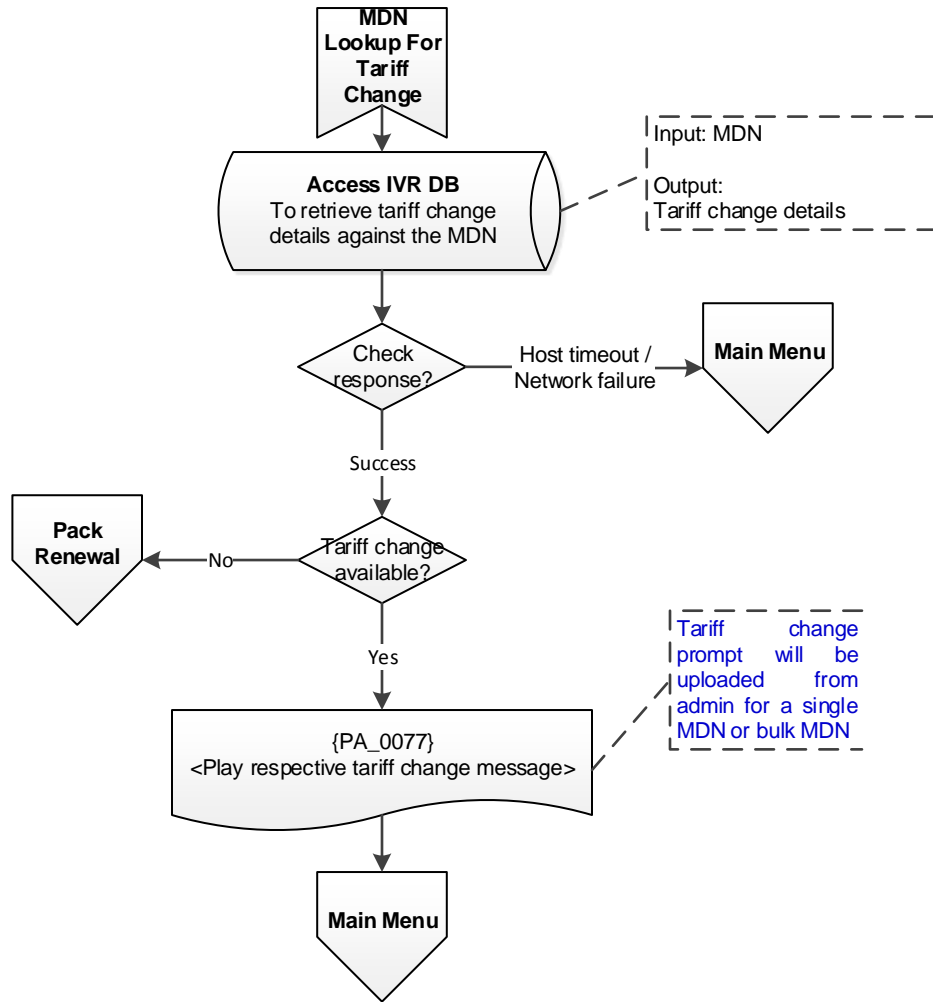 MDN
Lookup For
Tariff
Change
Access IVR DB
To retrieve tariff change
details against the MDN
Input: MDN
Output:
Tariff change details
Check
response?
Host timeout /
Network failure
Main Menu
Success
Pack
Renewal
No
Tariff change
available?
Yes
Tariff change
prompt will be
uploaded from
admin for a single
MDN or bulk MDN
{PA_0077}
<Play respective tariff change message>
Main Menu